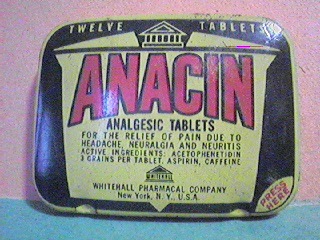 TWELVE TABLETS
ANACIN
ANALGESIC TABLETS
FOR THE RELIEF OF PAIN DUE TO
HEADACHE, NEURALGIA AND NEURITIS
ACTIVE INGREDIENTS: ACETOPHENETIDIN
3 GRAINS PER TABLET. ASPIRIN, CAFFEINE
WHITEHALL PHARMACAL COMPANY
New York, N. Y., U.S.A.
PRESS
HERE